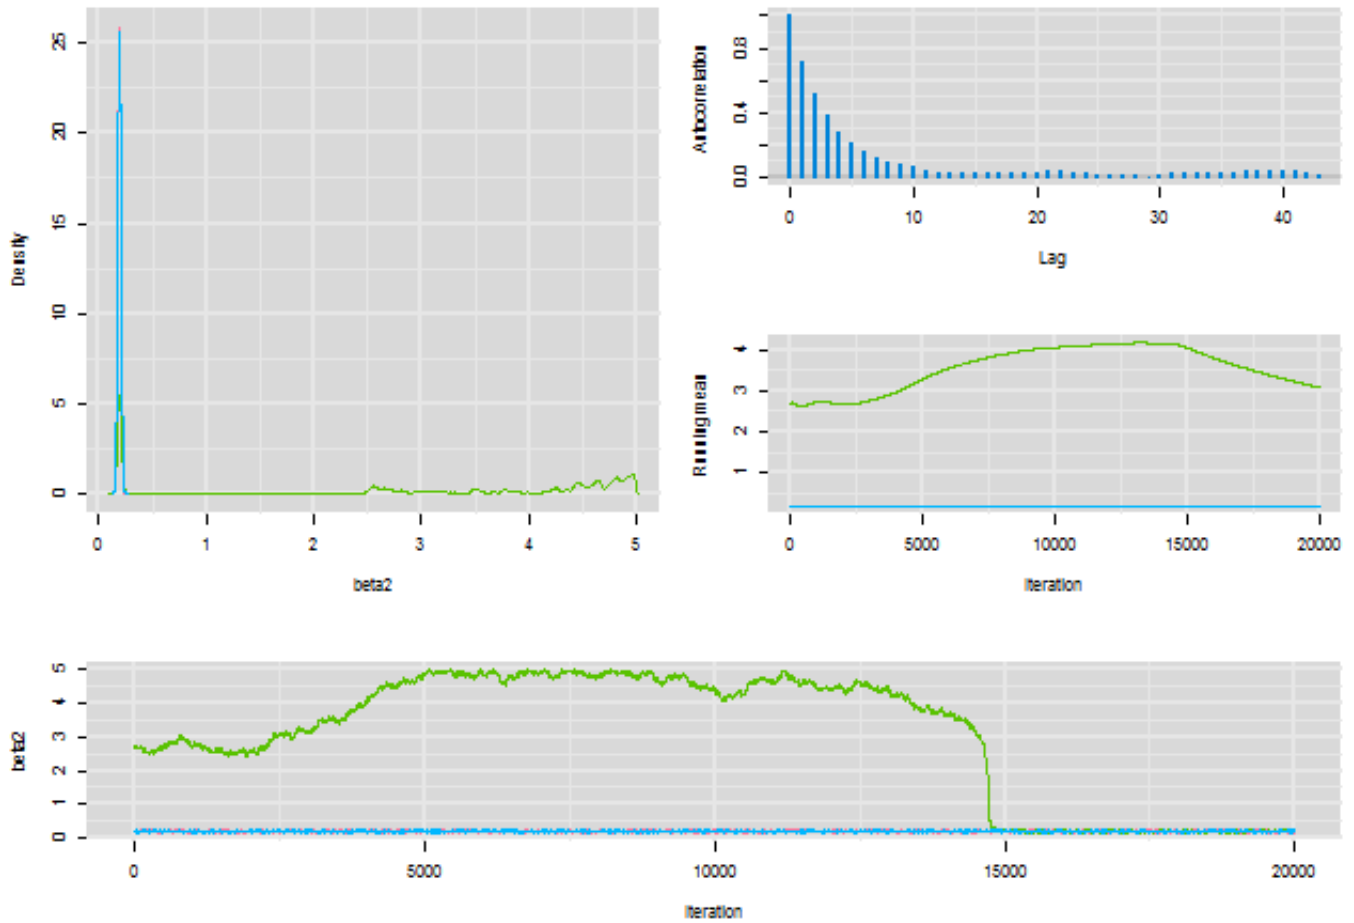 Density
25
20
15
10
5
0
0 1 2 3 4 5
beta2
Autocorrelation
0.8
0.4
0.0
0 10 20 30 40
Lag
Running mean
4
3
2
1
0 5000 10000 15000 20000
Iteration
beta2
5
4
3
2
1
0
0 5000 10000 15000 20000
Iteration